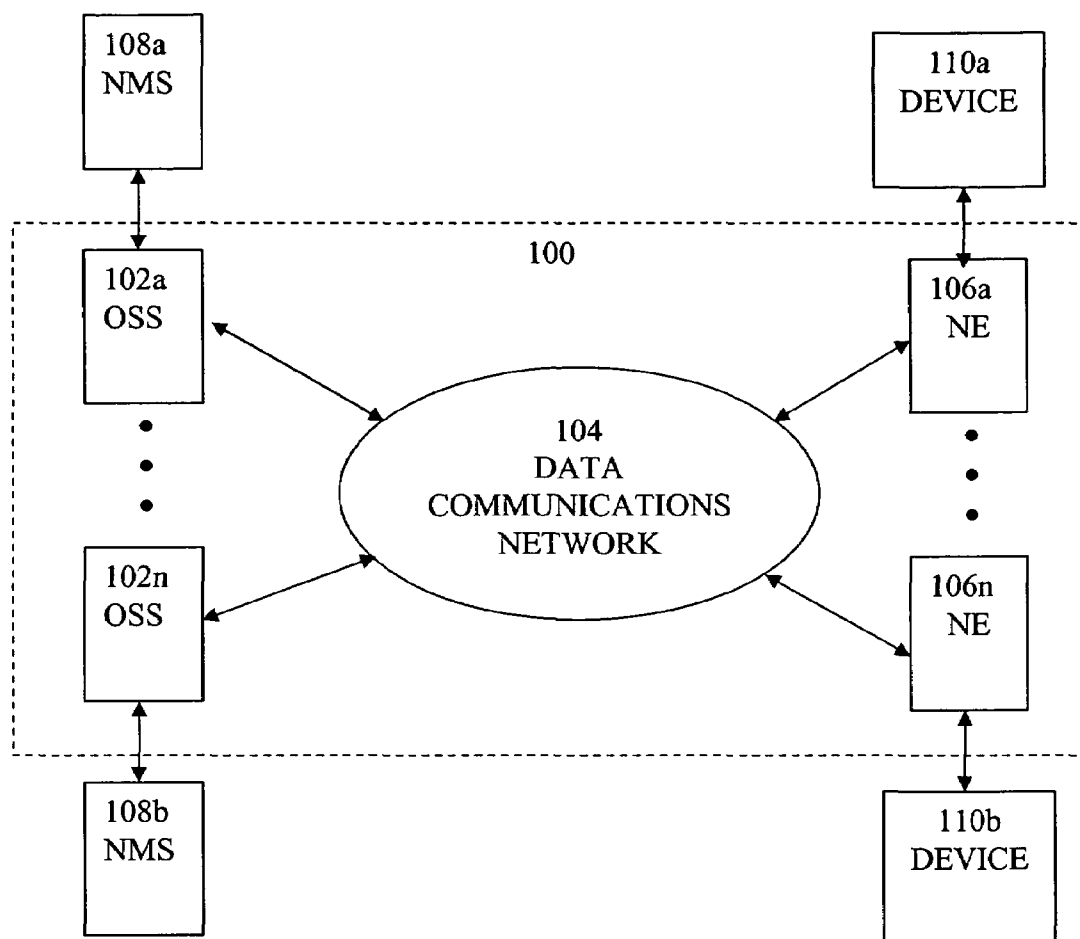 108a
NMS
110a
DEVICE
100
102a
OSS
106a
NE
104
DATA
COMMUNICATIONS
NETWORK
102n
OSS
106n
NE
108b
NMS
110b
DEVICE